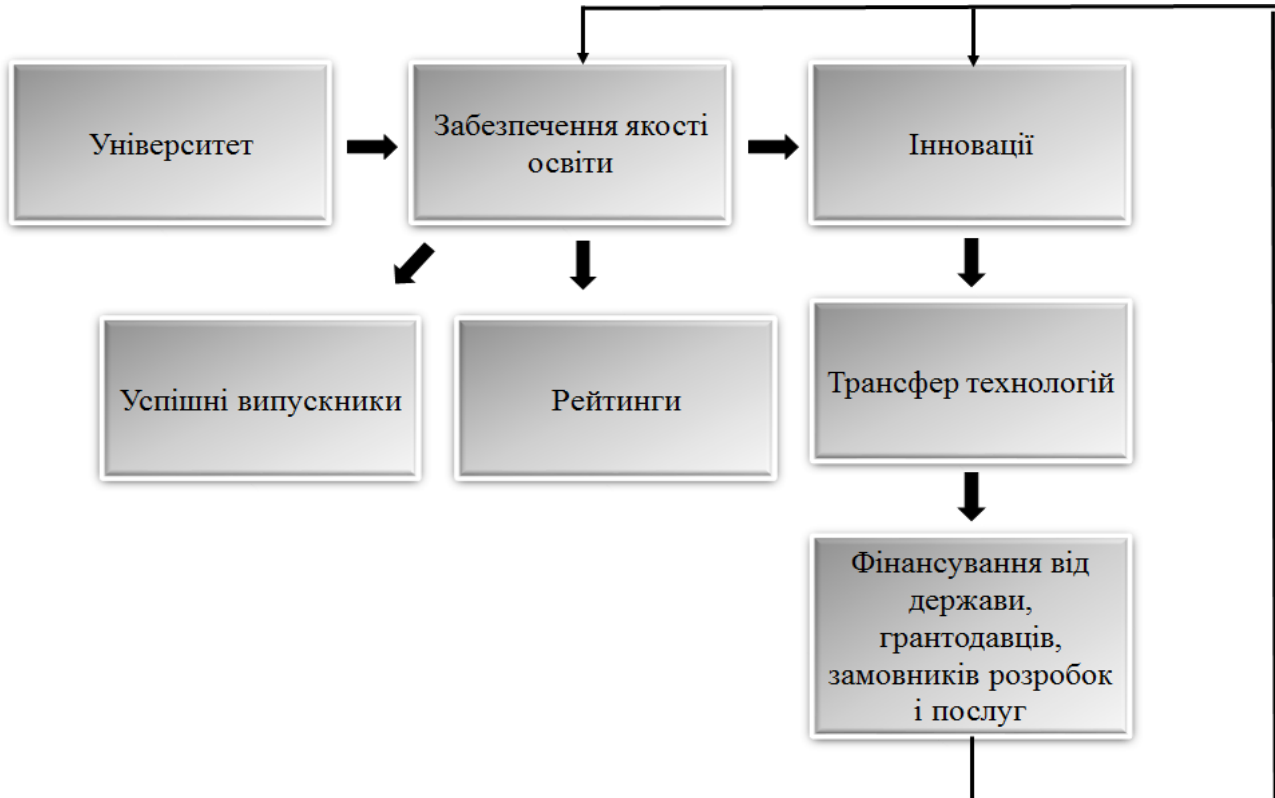 Університет
Забезпечення якості
освіти
Інновації
Успішні випускники
Рейтинги
Трансфер технологій
Фінансування від
держави,
грантодавців,
замовників розробок
і послуг